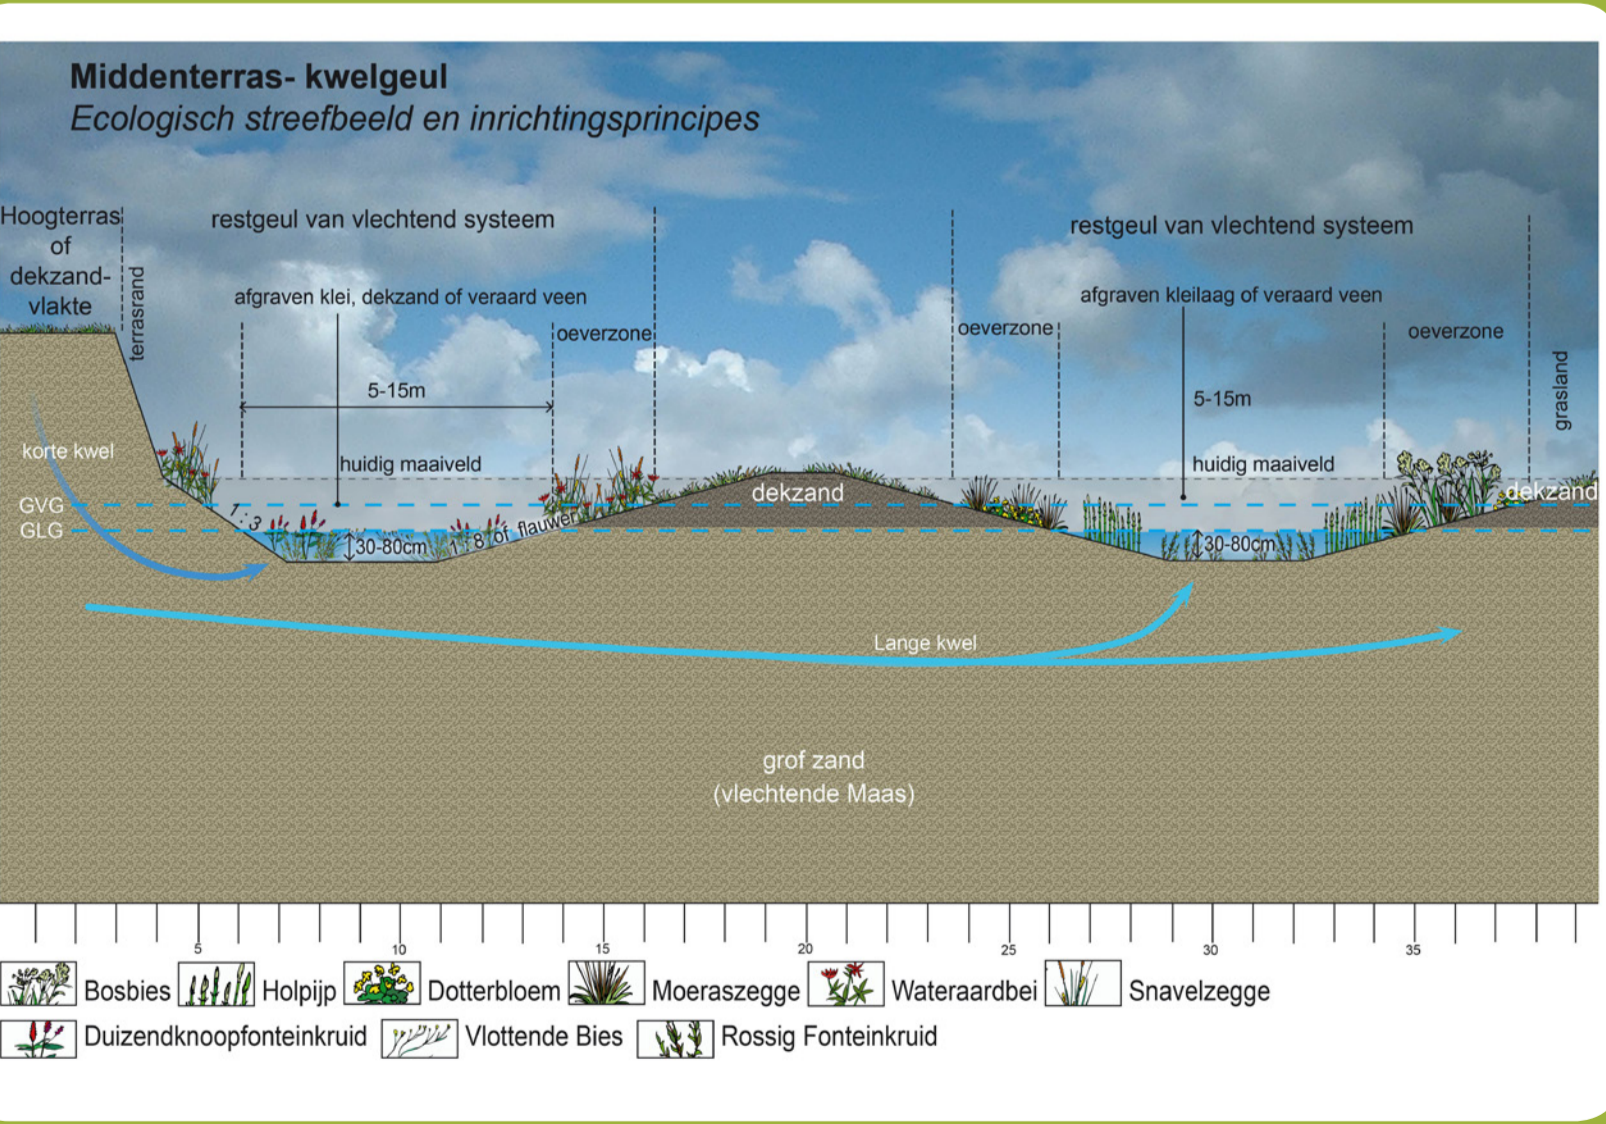 Middenterras- kwelgeul
Ecologisch streefbeeld en inrichtingsprincipes
Hoogterras
of
dekzand-
vlakte
terrasrand
restgeul van vlechtend systeem
restgeul van vlechtend systeem
afgraven klei, dekzand of veraard veen
afgraven kleilaag of veraard veen
oeverzone
oeverzone
oeverzone
grasland
5-15m
5-15m
korte kwel
huidig maaiveld
huidig maaiveld
dekzand
dekzand
GVG
GLG
1 : 3
30-80cm
1 : 8 of flauwer
30-80cm
Lange kwel
grof zand
(vlechtende Maas)
5 10 15 20 25 30 35
Bosbies Holpijp Dotterbloem Moeraszegge Wateraardbei Snavelzegge
Duizendknoopfonteinkruid Vlottende Bies Rossig Fonteinkruid